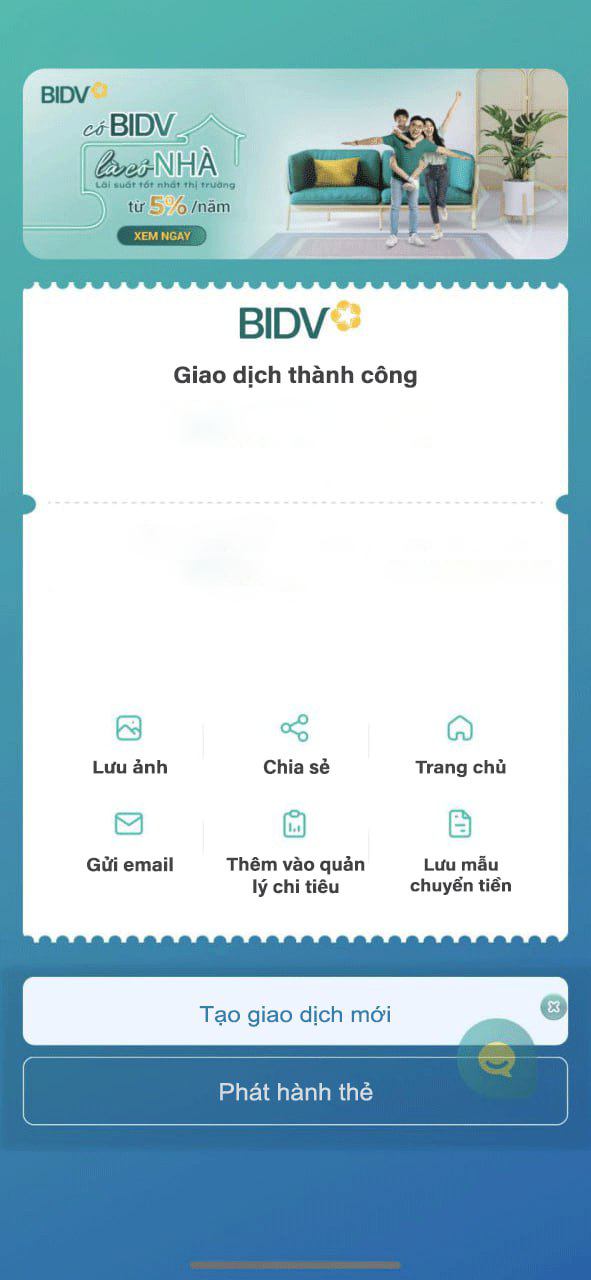 BIDV
có BIDV
là có NHÀ
Lãi suất tốt nhất thị trường
từ 5%/năm
XEM NGAY
BIDV
Giao dịch thành công
Lưu ảnh
Chia sẻ
Trang chủ
Gửi email
Thêm vào quản
lý chi tiêu
Lưu mẫu
chuyển tiền
Tạo giao dịch mới
Phát hành thẻ